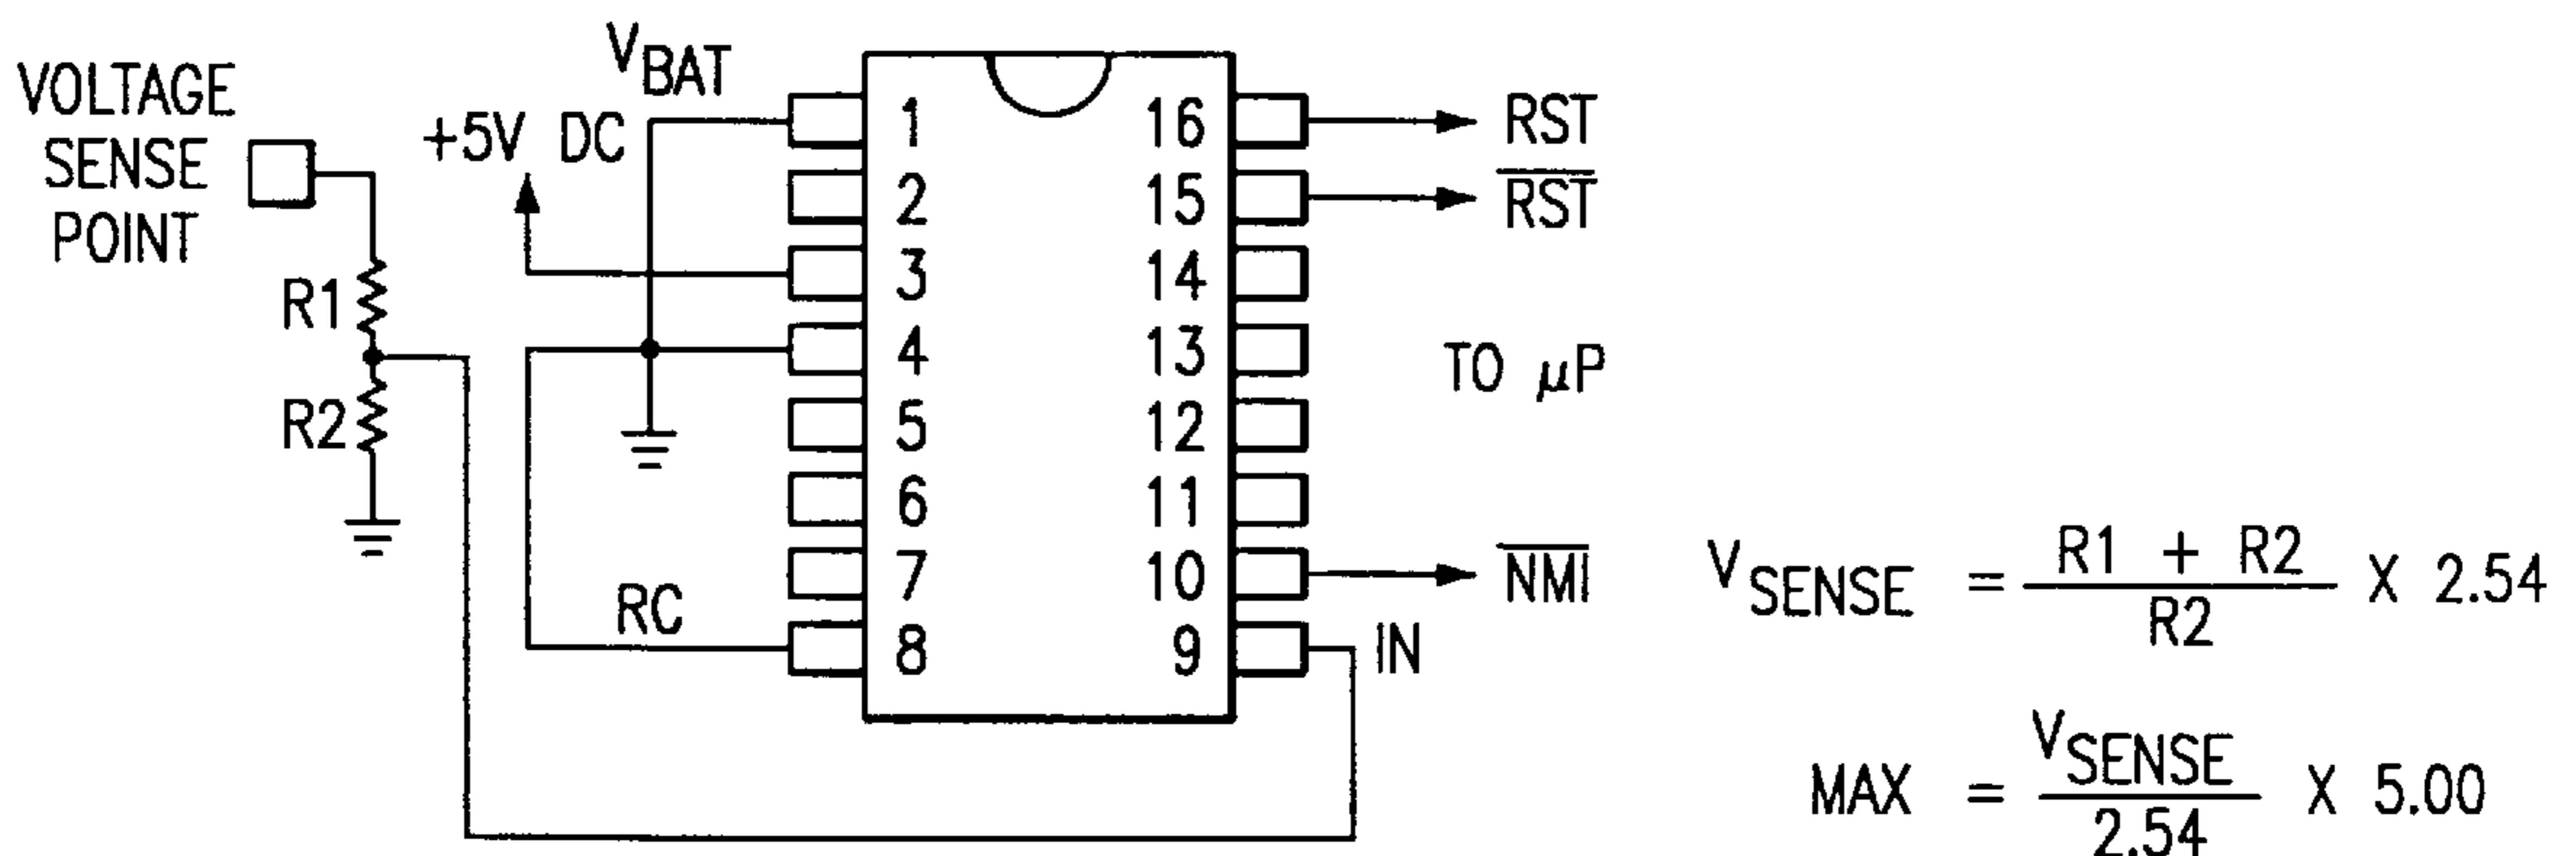 VOLTAGE
SENSE
POINT
R1
R2
V_BAT
+5V DC
RC
1
2
3
4
5
6
7
8
16
15
14
13
12
11
10
9
RST
R̅S̅T̅
TO μP
N̅M̅I̅
IN
V_SENSE = (R1 + R2) / R2 X 2.54
MAX = V_SENSE / 2.54 X 5.00